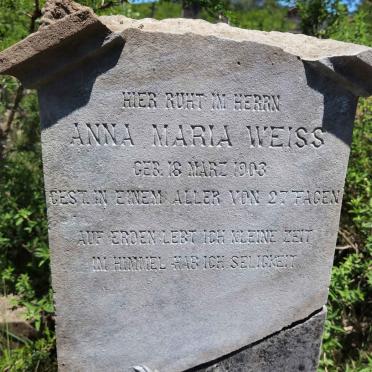 HIER RUHT IM HERRN
ANNA MARIA WEISS
GEB. 18 MARZ 1903
GEST. IN EINEM ALLER VON 27 TAGEN
AUF ERDEN LEBT ICH KLEINE ZEIT
IM HIMMEL HAB ICH SELIGKEIT